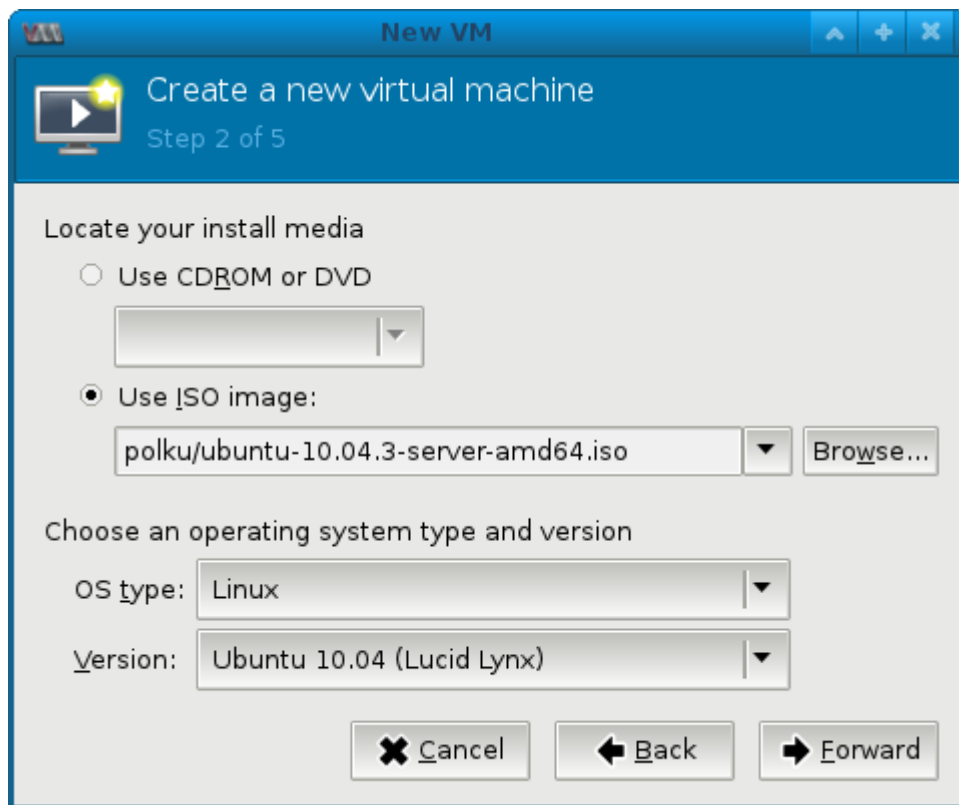 New VM
Create a new virtual machine
Step 2 of 5
Locate your install media
Use CDROM or DVD
Use ISO image:
polku/ubuntu-10.04.3-server-amd64.iso
Browse...
Choose an operating system type and version
OS type: Linux
Version: Ubuntu 10.04 (Lucid Lynx)
Cancel Back Forward